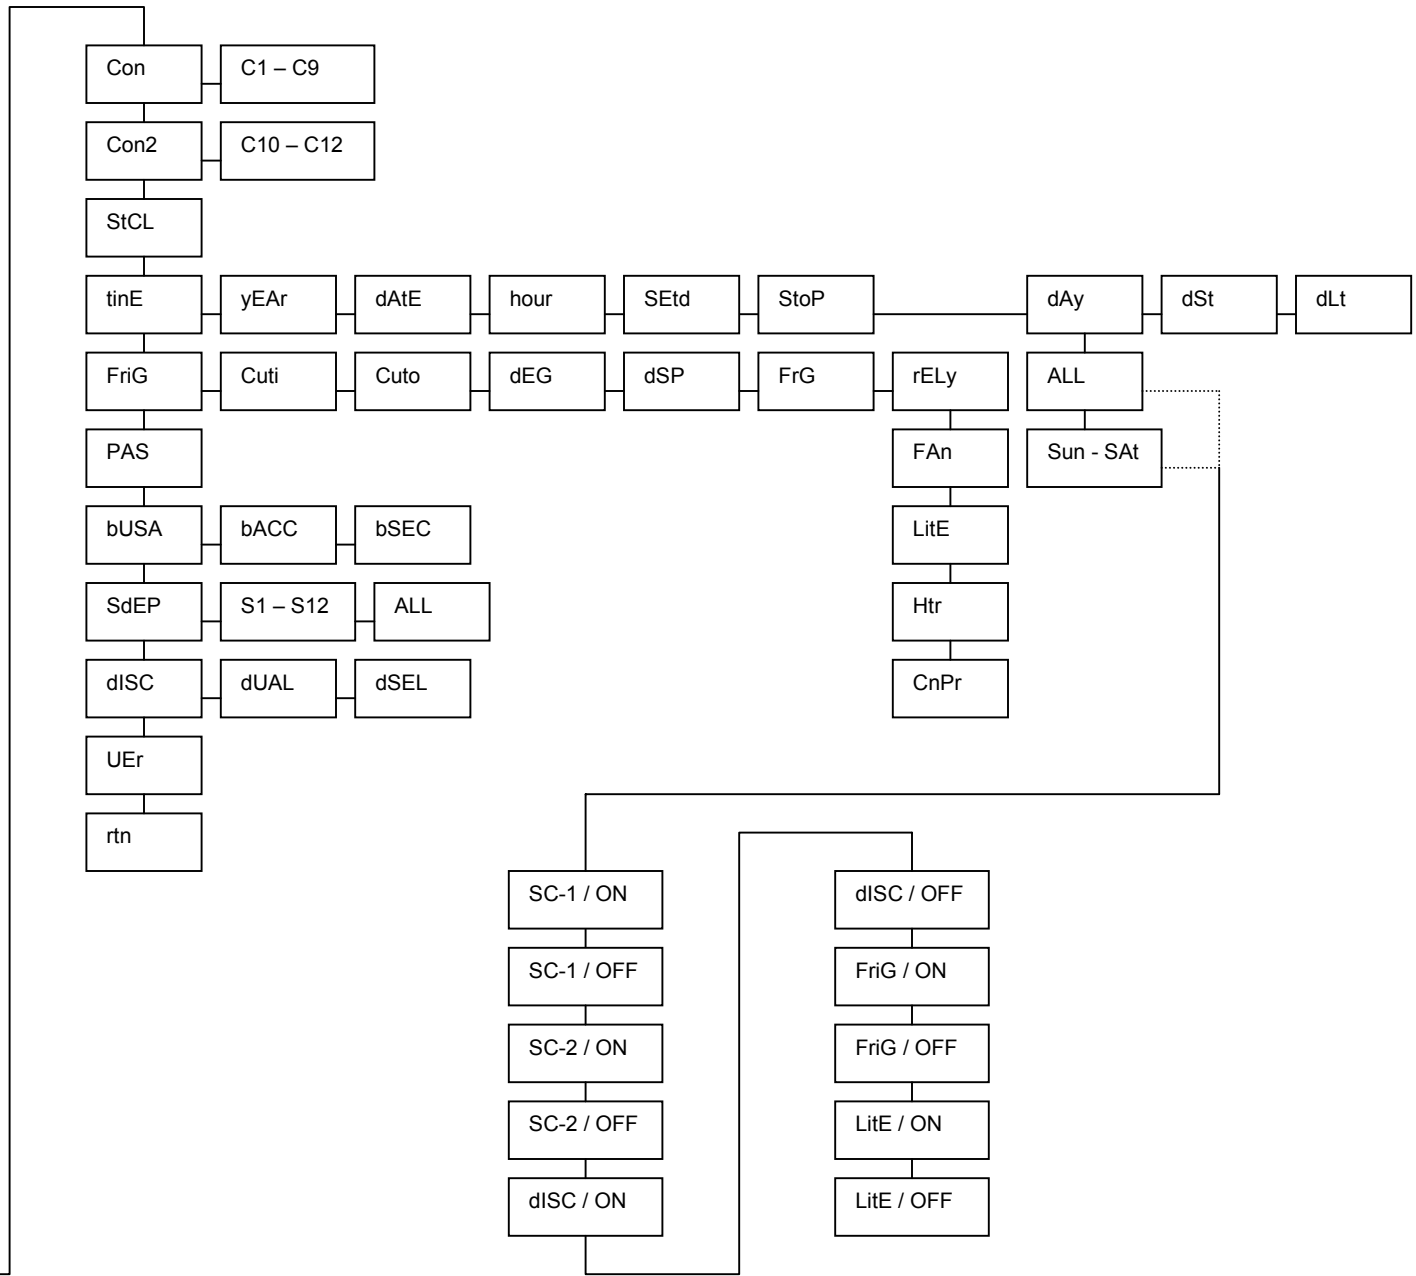 Con
C1 – C9
Con2
C10 – C12
StCL
tinE
yEAr
dAtE
hour
SEtd
StoP
dAy
dSt
dLt
FriG
Cuti
Cuto
dEG
dSP
FrG
rELy
ALL
PAS
FAn
Sun - SAt
bUSA
bACC
bSEC
LitE
SdEP
S1 – S12
ALL
Htr
dISC
dUAL
dSEL
CnPr
UEr
rtn
SC-1 / ON
SC-1 / OFF
SC-2 / ON
SC-2 / OFF
dISC / ON
dISC / OFF
FriG / ON
FriG / OFF
LitE / ON
LitE / OFF